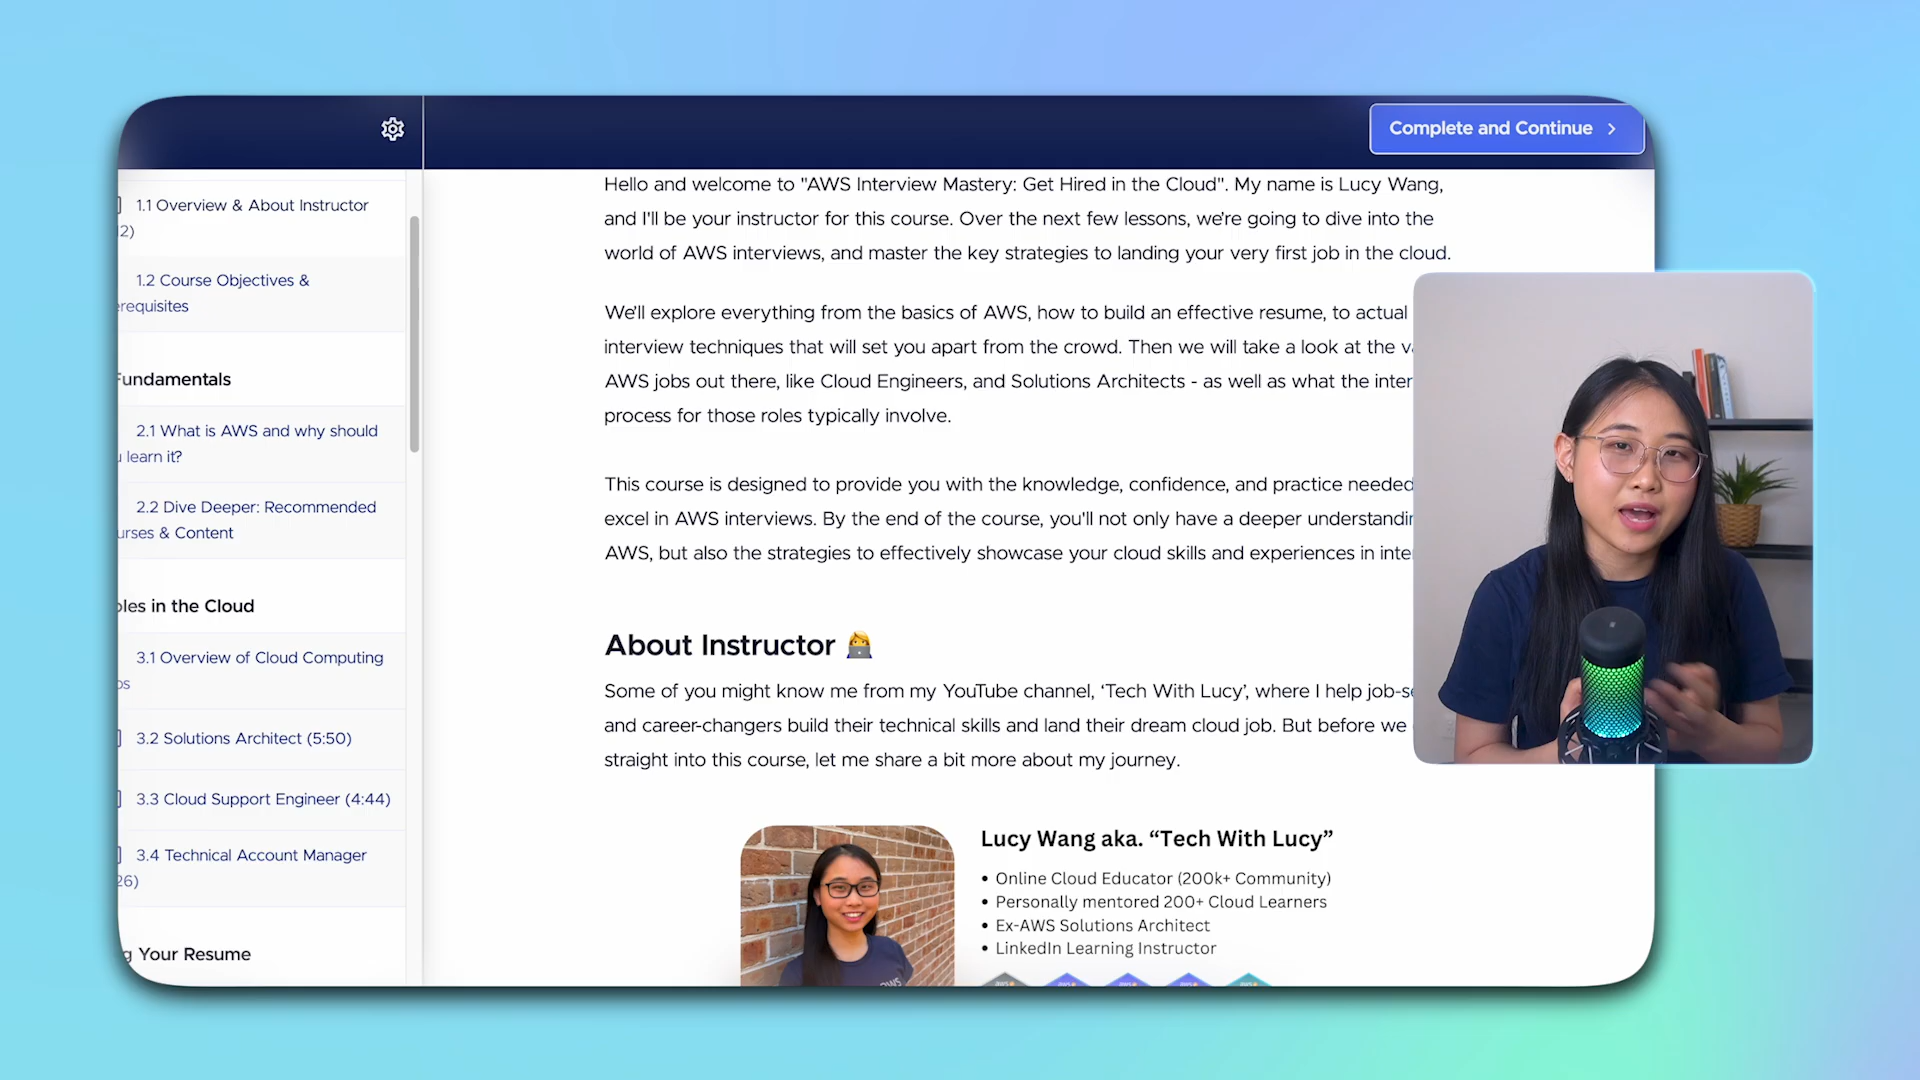 Complete and Continue
1.1 Overview & About Instructor
12)
1.2 Course Objectives &
erequisites
Fundamentals
2.1 What is AWS and why should
u learn it?
2.2 Dive Deeper: Recommended
urses & Content
oles in the Cloud
3.1 Overview of Cloud Computing
os
3.2 Solutions Architect (5:50)
3.3 Cloud Support Engineer (4:44)
3.4 Technical Account Manager
26)
g Your Resume
Hello and welcome to "AWS Interview Mastery: Get Hired in the Cloud". My name is Lucy Wang,
and I'll be your instructor for this course. Over the next few lessons, we're going to dive into the
world of AWS interviews, and master the key strategies to landing your very first job in the cloud.
We'll explore everything from the basics of AWS, how to build an effective resume, to actual
interview techniques that will set you apart from the crowd. Then we will take a look at the v
AWS jobs out there, like Cloud Engineers, and Solutions Architects - as well as what the inter
process for those roles typically involve.
This course is designed to provide you with the knowledge, confidence, and practice needed
excel in AWS interviews. By the end of the course, you'll not only have a deeper understandin
AWS, but also the strategies to effectively showcase your cloud skills and experiences in inte
About Instructor
Some of you might know me from my YouTube channel, ‘Tech With Lucy’, where I help job-se
and career-changers build their technical skills and land their dream cloud job. But before we
straight into this course, let me share a bit more about my journey.
Lucy Wang aka. “Tech With Lucy”
• Online Cloud Educator (200k+ Community)
• Personally mentored 200+ Cloud Learners
• Ex-AWS Solutions Architect
• LinkedIn Learning Instructor